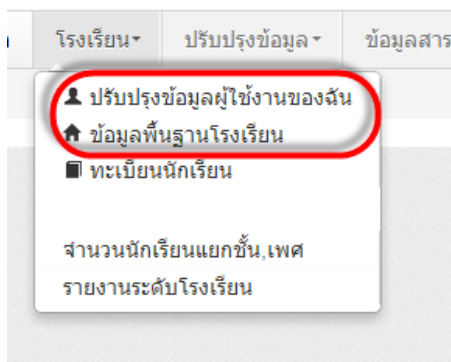 โรงเรียน ปรับปรุงข้อมูล ข้อมูลสาร
ปรับปรุงข้อมูลผู้ใช้งานของฉัน
ข้อมูลพื้นฐานโรงเรียน
ทะเบียนนักเรียน
จำนวนนักเรียนแยกชั้น,เพศ
รายงานระดับโรงเรียน